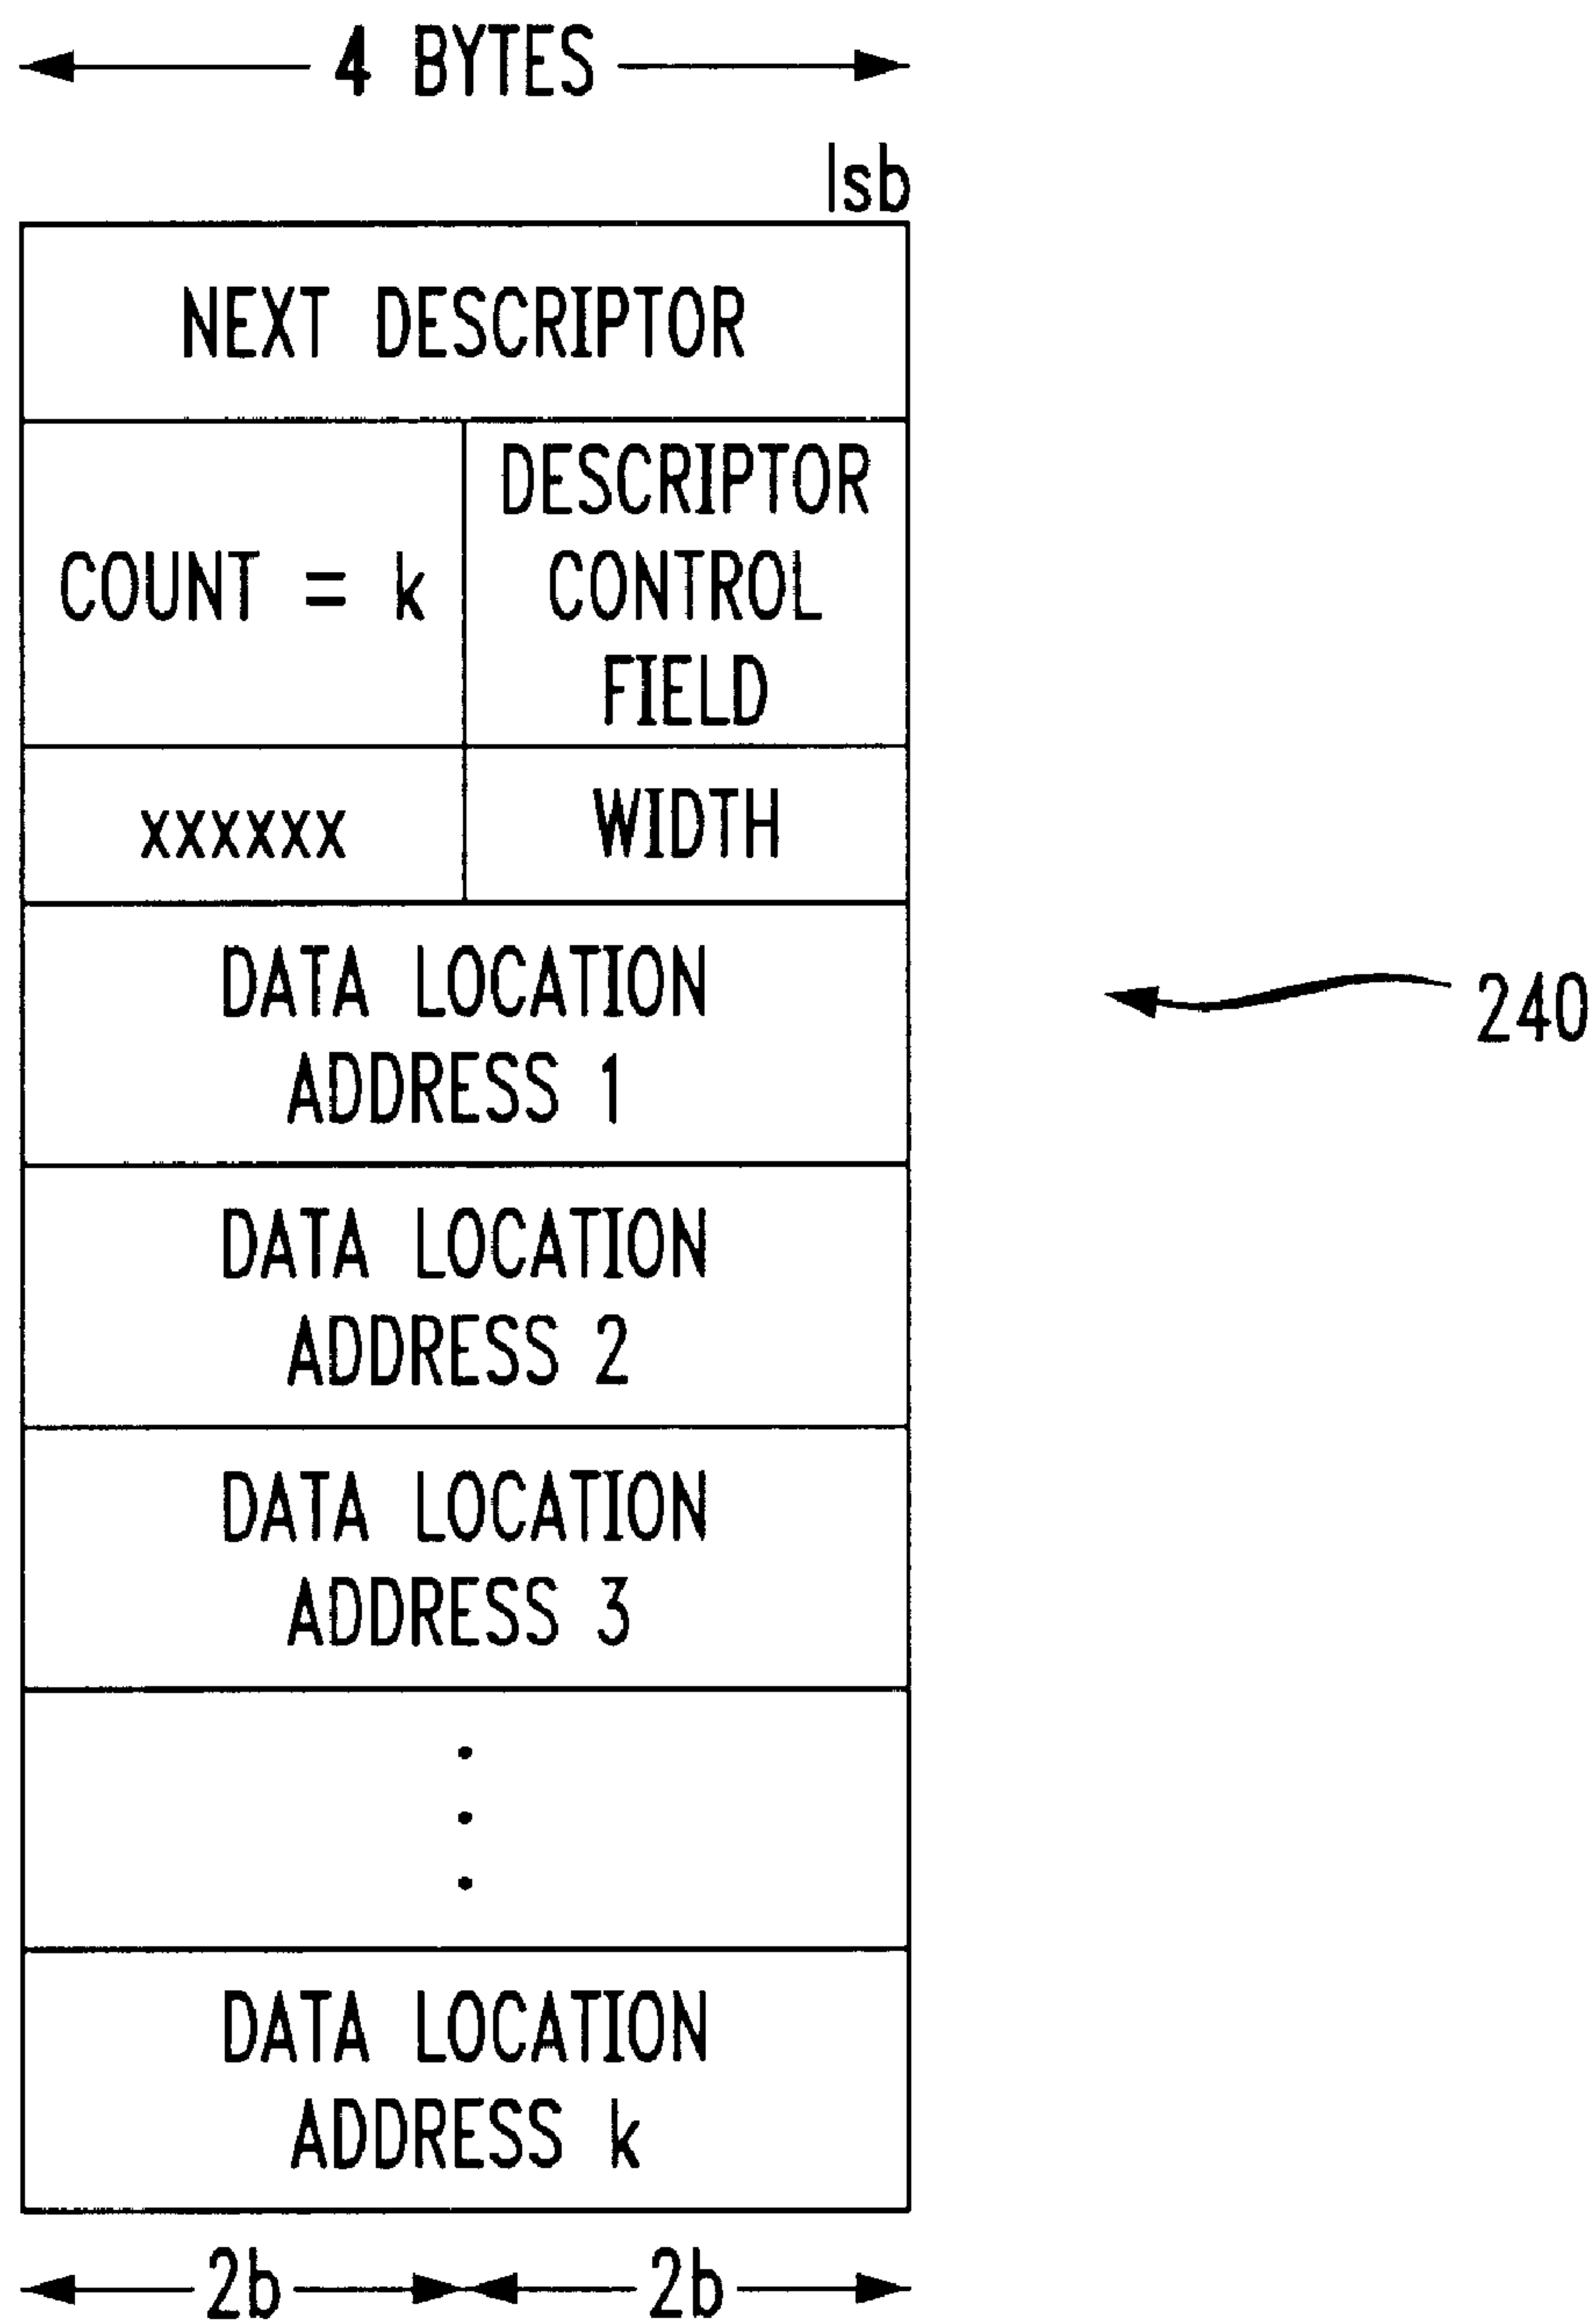 4 BYTES
lsb
NEXT DESCRIPTOR
COUNT = k
DESCRIPTOR
CONTROL
FIELD
xxxxxx
WIDTH
DATA LOCATION
ADDRESS 1
240
DATA LOCATION
ADDRESS 2
DATA LOCATION
ADDRESS 3
DATA LOCATION
ADDRESS k
2b
2b